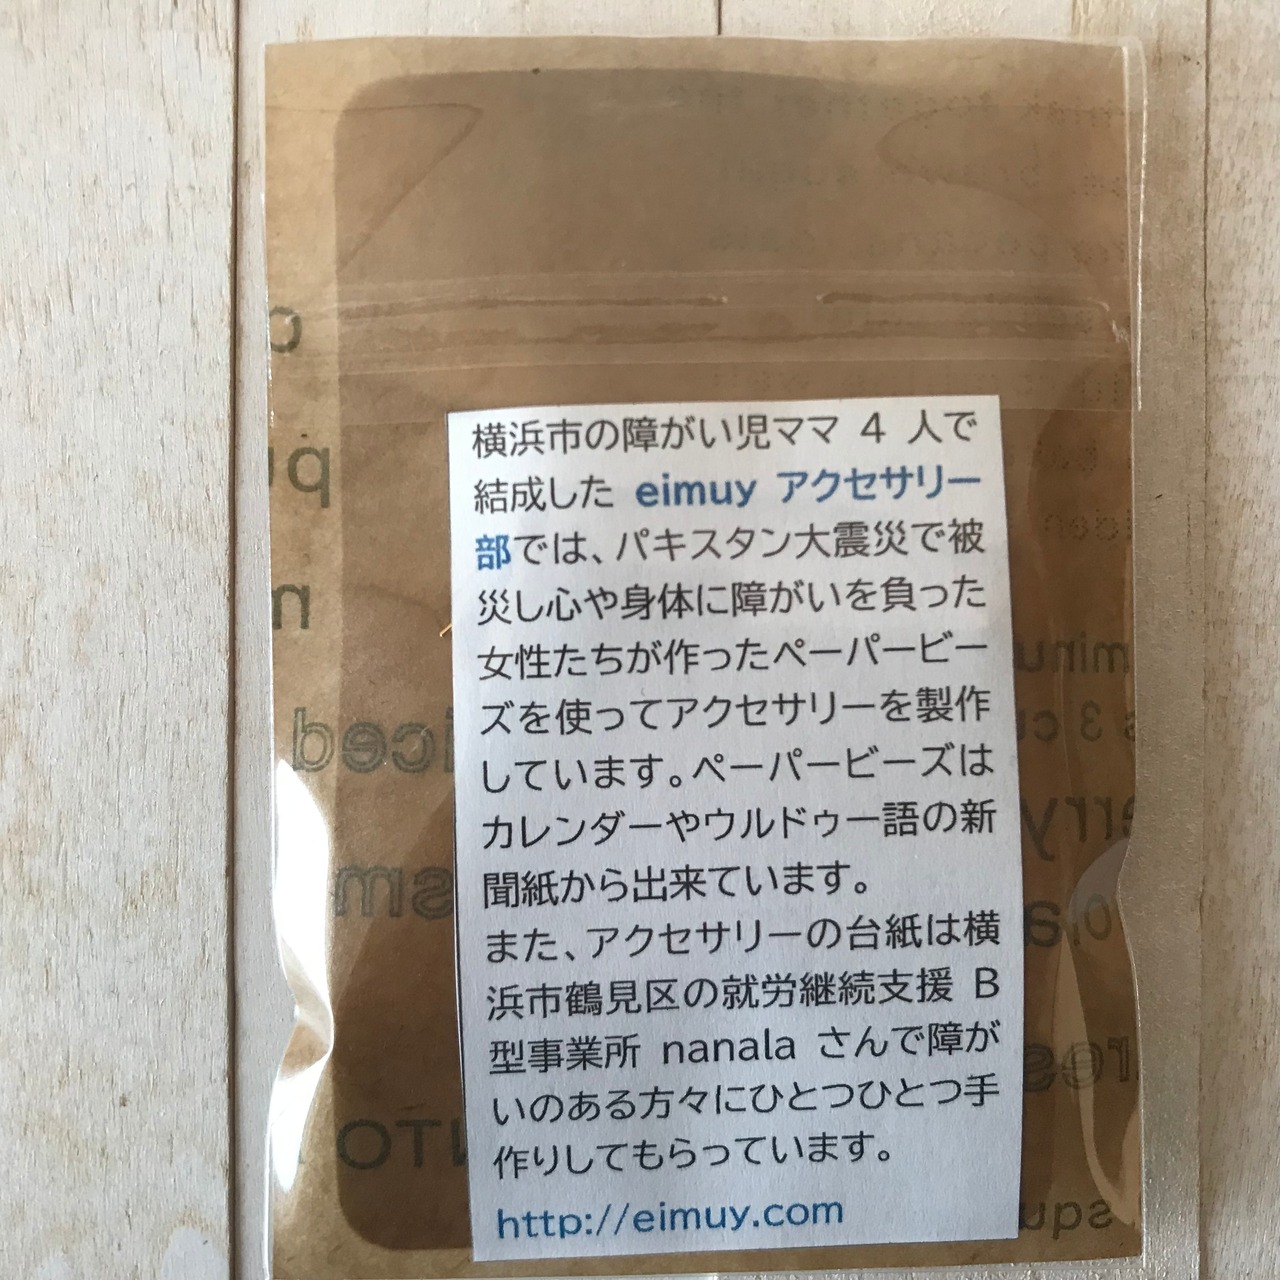 横浜市の障がい児ママ 4 人で
結成した eimuy アクセサリー
部では、パキスタン大震災で被
災し心や身体に障がいを負った
女性たちが作ったペーパービー
ズを使ってアクセサリーを製作
しています。ペーパービーズは
カレンダーやウルドゥー語の新
聞紙から出来ています。
また、アクセサリーの台紙は横
浜市鶴見区の就労継続支援 B
型事業所 nanala さんで障が
いのある方々にひとつひとつ手
作りしてもらっています。
http://eimuy.com